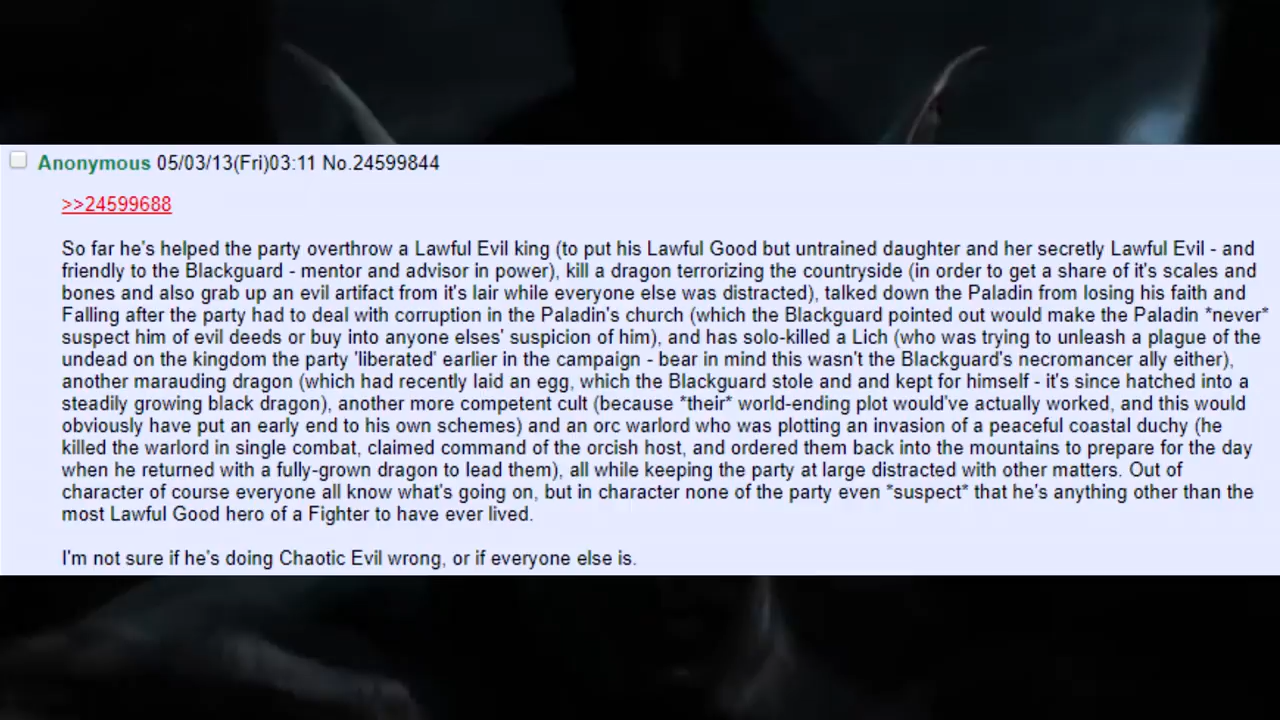 Anonymous 05/03/13(Fri)03:11 No.24599844
>>24599688
So far he's helped the party overthrow a Lawful Evil king (to put his Lawful Good but untrained daughter and her secretly Lawful Evil - and
friendly to the Blackguard - mentor and advisor in power), kill a dragon terrorizing the countryside (in order to get a share of it's scales and
bones and also grab up an evil artifact from it's lair while everyone else was distracted), talked down the Paladin from losing his faith and
Falling after the party had to deal with corruption in the Paladin's church (which the Blackguard pointed out would make the Paladin *never*
suspect him of evil deeds or buy into anyone elses' suspicion of him), and has solo-killed a Lich (who was trying to unleash a plague of the
undead on the kingdom the party 'liberated' earlier in the campaign - bear in mind this wasn't the Blackguard's necromancer ally either),
another marauding dragon (which had recently laid an egg, which the Blackguard stole and and kept for himself - it's since hatched into a
steadily growing black dragon), another more competent cult (because *their* world-ending plot would've actually worked, and this would
obviously have put an early end to his own schemes) and an orc warlord who was plotting an invasion of a peaceful coastal duchy (he
killed the warlord in single combat, claimed command of the orcish host, and ordered them back into the mountains to prepare for the day
when he returned with a fully-grown dragon to lead them), all while keeping the party at large distracted with other matters. Out of
character of course everyone all know what's going on, but in character none of the party even *suspect* that he's anything other than the
most Lawful Good hero of a Fighter to have ever lived.
I'm not sure if he's doing Chaotic Evil wrong, or if everyone else is.